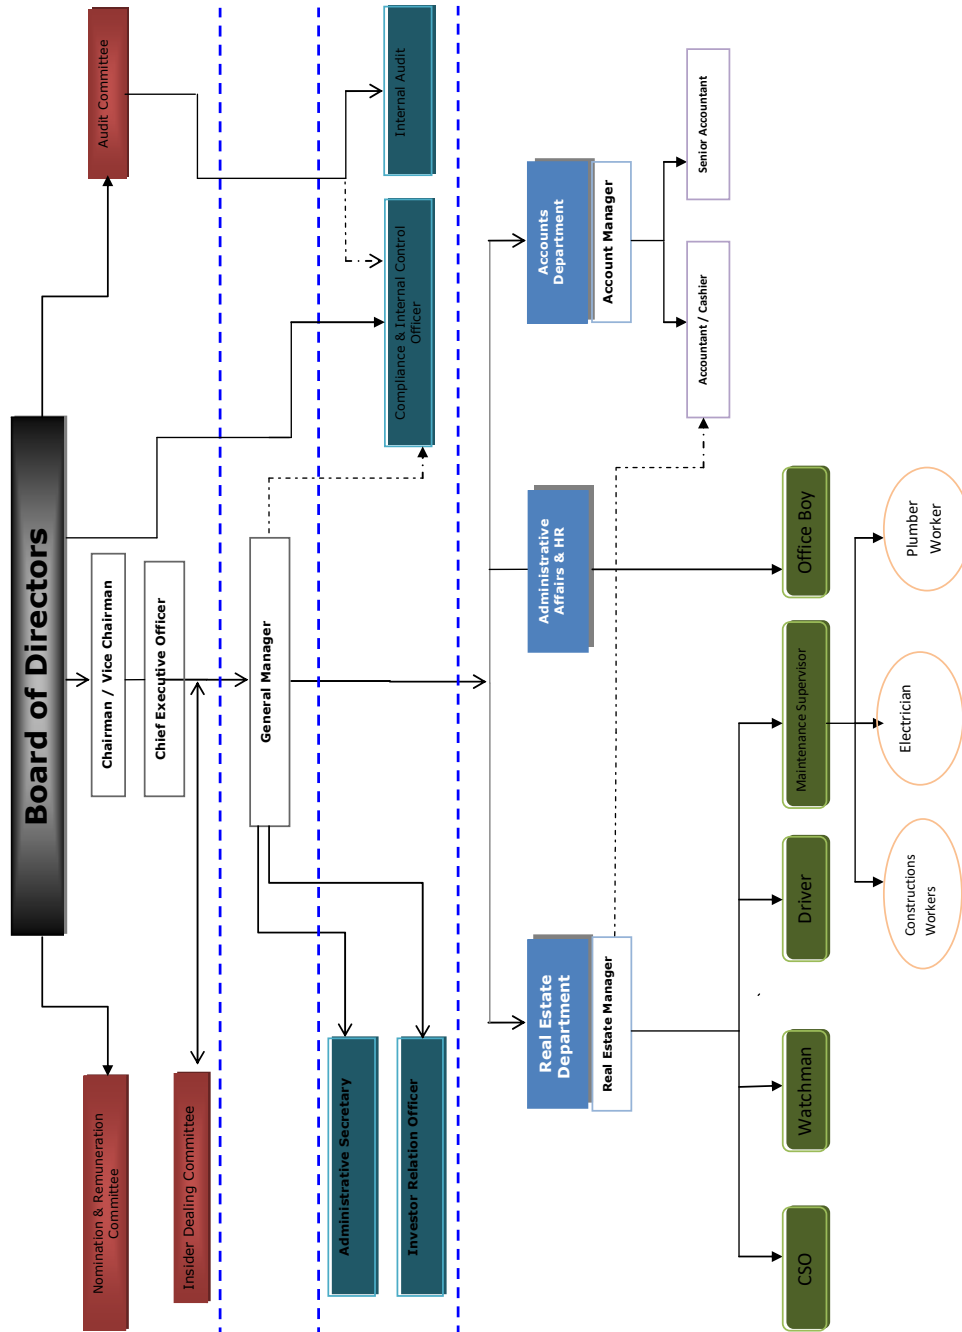 Board of Directors
Nomination & Remuneration
Committee
Chairman / Vice Chairman
Audit Committee
Chief Executive Officer
Insider Dealing Committee
General Manager
Administrative Secretary
Investor Relation Officer
Compliance & Internal Control
Officer
Internal Audit
Real Estate
Department
Real Estate Manager
Administrative
Affairs & HR
Accounts
Department
Account Manager
Accountant / Cashier
Senior Accountant
CSO
Watchman
Driver
Maintenance Supervisor
Office Boy
Constructions
Workers
Electrician
Plumber
Worker